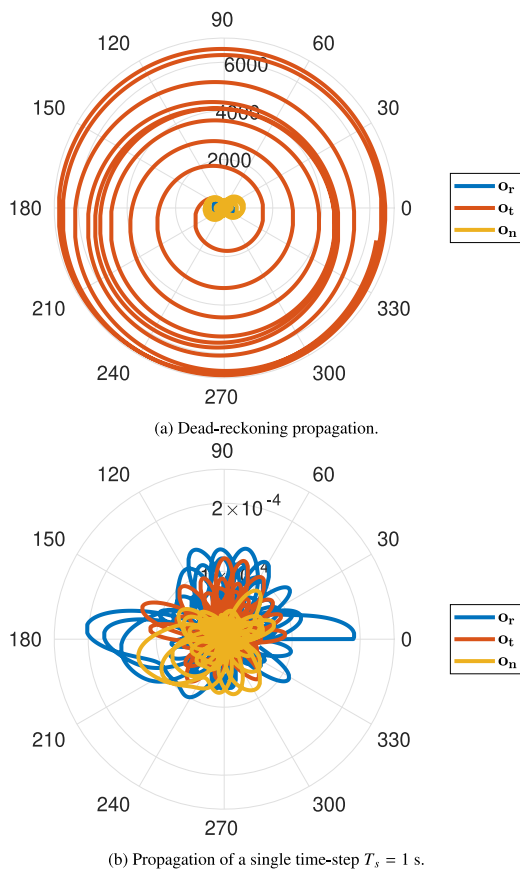 90
120 60
6000
150 30
4000
2000
180 0
oᵣ
oₜ
oₙ
210 330
240 300
270
(a) Dead-reckoning propagation.
90
120 60
2×10⁻⁴
150 30
180 0
oᵣ
oₜ
oₙ
210 330
240 300
270
(b) Propagation of a single time-step Tₛ = 1 s.